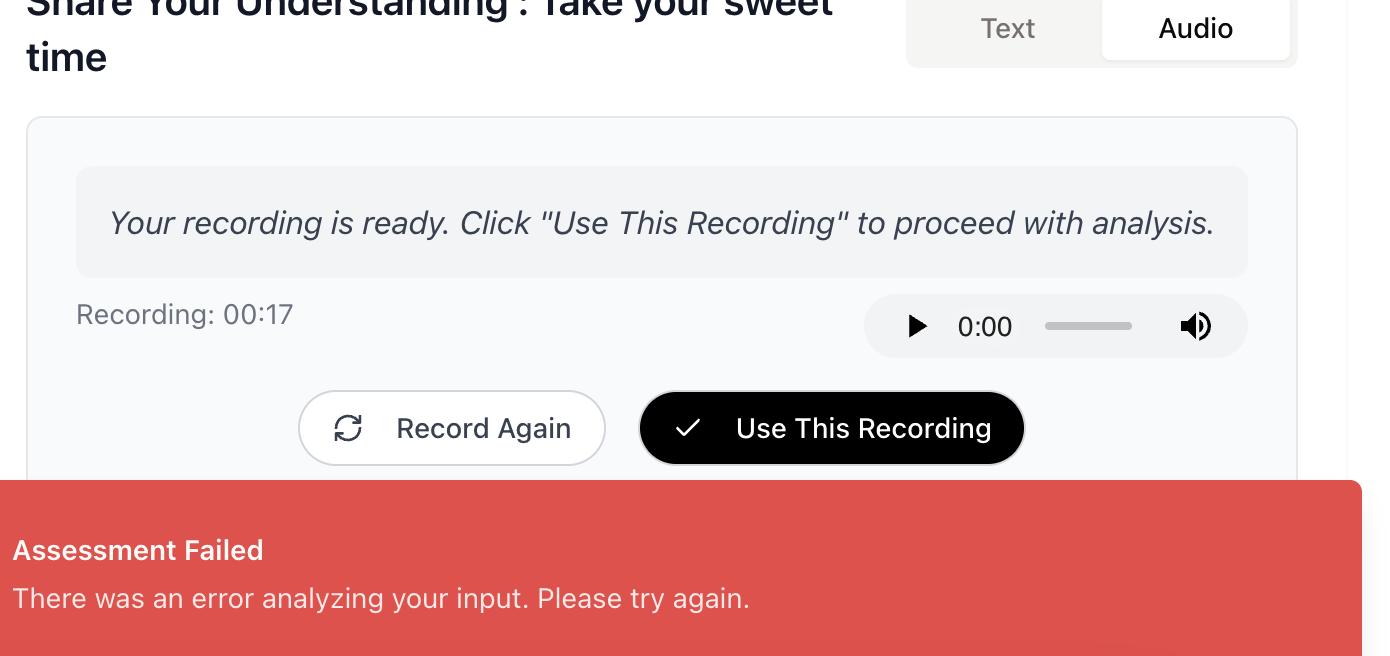 Share Your Understanding : Take your sweet
time
Text
Audio
Your recording is ready. Click "Use This Recording" to proceed with analysis.
Recording: 00:17
0:00
Record Again
Use This Recording
Assessment Failed
There was an error analyzing your input. Please try again.